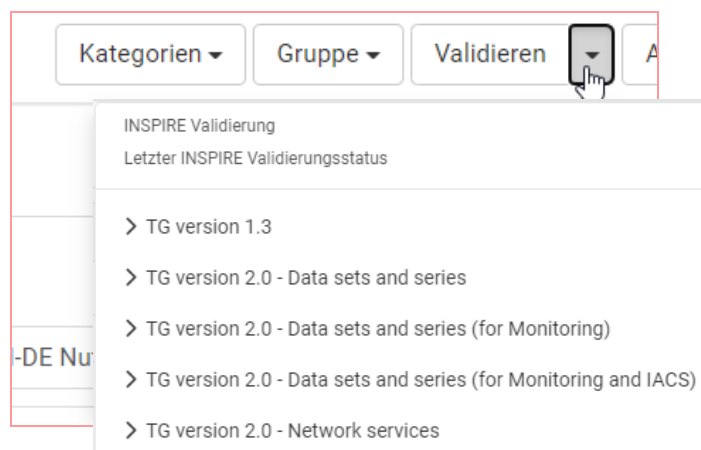 Kategorien Gruppe Validieren
INSPIRE Validierung
Letzter INSPIRE Validierungsstatus
TG version 1.3
TG version 2.0 - Data sets and series
TG version 2.0 - Data sets and series (for Monitoring)
-DE
TG version 2.0 - Data sets and series (for Monitoring and IACS)
TG version 2.0 - Network services